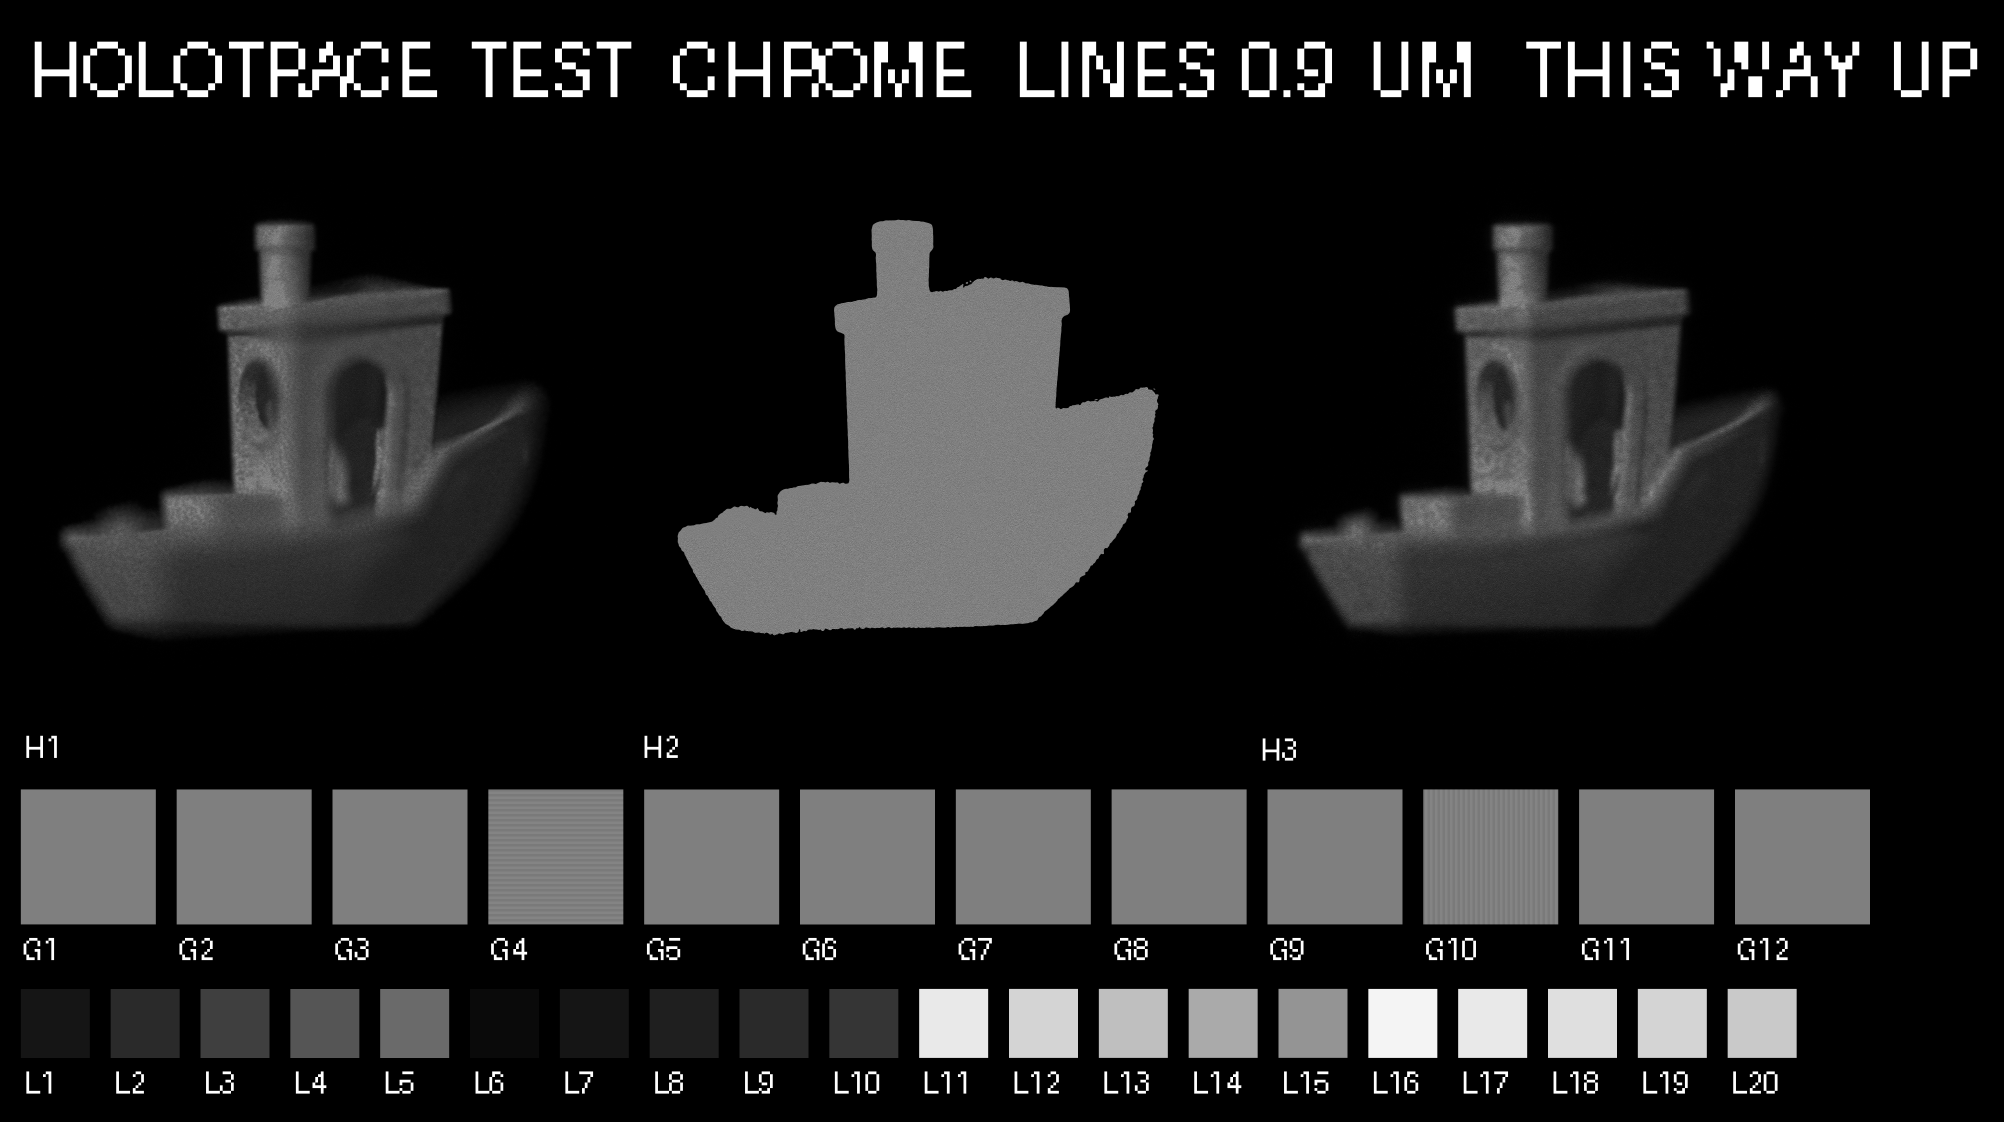 HOLOTRACE TEST CHROME LINES 0.9 UM THIS WAY UP
H1 H2 H3
G1 G2 G3 G4 G5 G6 G7 G8 G9 G10 G11 G12
L1 L2 L3 L4 L5 L6 L7 L8 L9 L10 L11 L12 L13 L14 L15 L16 L17 L18 L19 L20